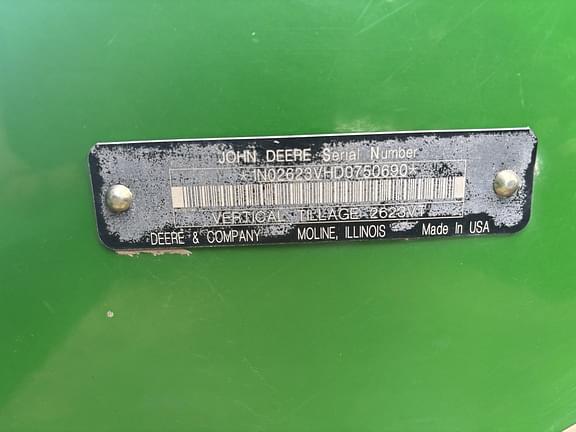 JOHN DEERE Serial Number
*1N02623VHD0750690*
VERTICAL TILLAGE 2623VT
DEERE & COMPANY MOLINE, ILLINOIS Made In USA